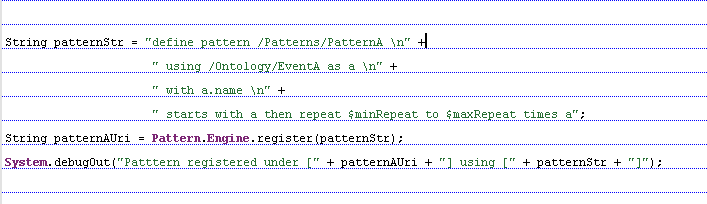 String patternStr = "define pattern /Patterns/PatternA \n" +
" using /Ontology/EventA as a \n" +
" with a.name \n" +
" starts with a then repeat $minRepeat to $maxRepeat times a";
String patternAUri = Pattern.Engine.register(patternStr);
System.debugOut("Patttern registered under [" + patternAUri + "] using [" + patternStr + "]");